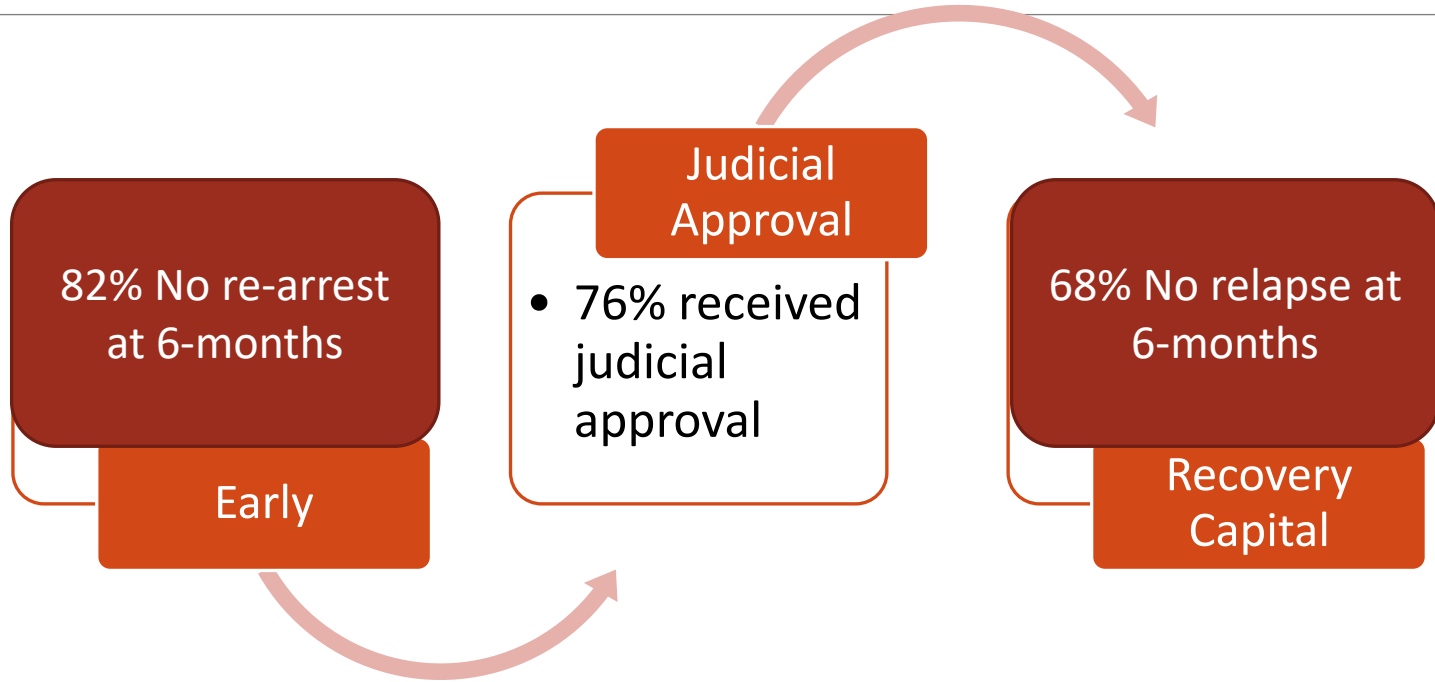 82% No re-arrest
at 6-months
Early
Judicial
Approval
• 76% received
judicial
approval
68% No relapse at
6-months
Recovery
Capital